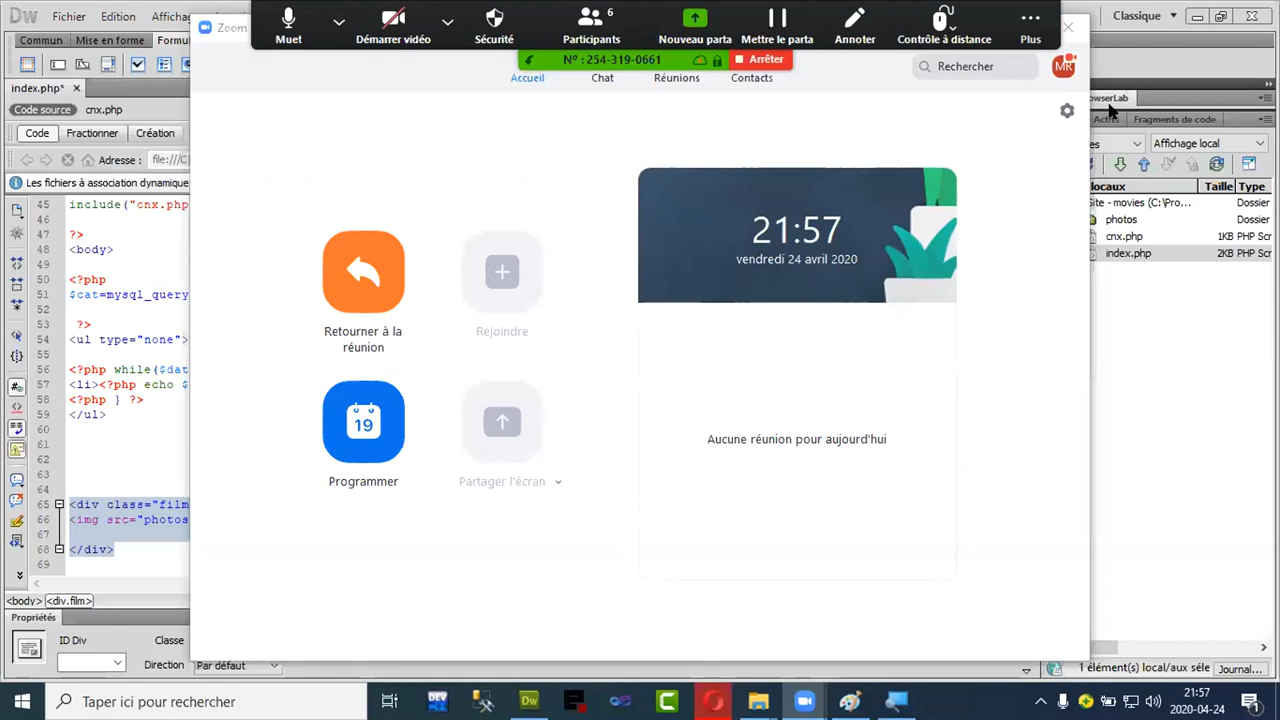 Dw
Fichier
Édition
Classique
Zoom
Muet
Démarrer vidéo
Sécurité
6
Participants
Nouveau parta
Mettre le parta
Annoter
Contrôle à distance
Plus
N° : 254-319-0661
Arrêter
Commun
Mise en forme
Formu
Accueil
Chat
Réunions
Contacts
Rechercher
MR
index.php*
owserLab
Code source
cnx.php
Actifs
Fragments de code
Code
Fractionner
Création
es
Affichage local
Adresse :
file:///C
Les fichiers à association dynamique
locaux
Taille
Type
45 include("cnx.php
46
47 ?>
48 <body>
49
50 <?php
51 $cat=mysql_query
52
53 ?>
54 <ul type="none">
55
56 <?php while($dat
57 <li><?php echo $
58 <?php } ?>
59 </ul>
60
61
62
63
64
65 <div class="film
66 <img src="photos
67
68 </div>
69
Site - movies (C:\Pro...
Dossier
photos
Dossier
cnx.php
1KB
PHP Scr
index.php
2KB
PHP Scr
21:57
vendredi 24 avril 2020
Retourner à la
réunion
Rejoindre
19
Programmer
Partager l'écran
Aucune réunion pour aujourd'hui
<body>
<div.film>
Propriétés
ID Div
Classe
Direction
Par défaut
1 élément(s) local/aux séle
Journal...
Taper ici pour rechercher
DEV
Dw
21:57
2020-04-24
1